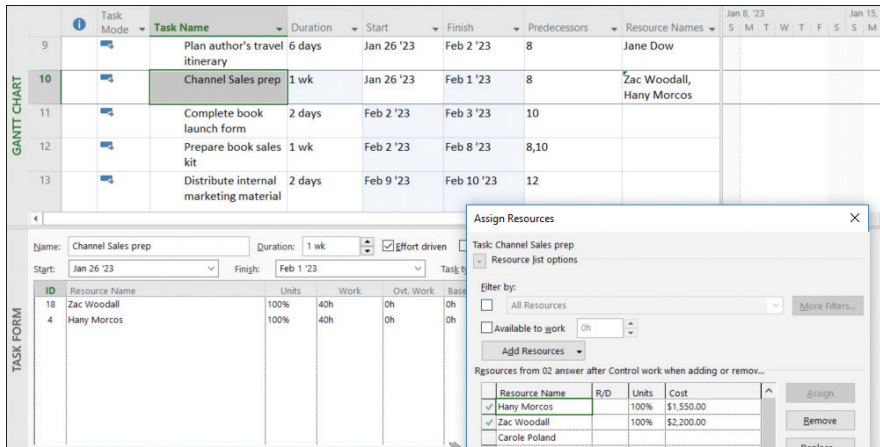 Task Mode Task Name Duration Start Finish Predecessors Resource Names Jan 8, '23 Jan 15,
S M T W T F S S M
GANTT CHART
9 Plan author's travel itinerary 6 days Jan 26 '23 Feb 2 '23 8 Jane Dow
10 Channel Sales prep 1 wk Jan 26 '23 Feb 1 '23 8 Zac Woodall, Hany Morcos
11 Complete book launch form 2 days Feb 2 '23 Feb 3 '23 10
12 Prepare book sales kit 1 wk Feb 2 '23 Feb 8 '23 8,10
13 Distribute internal marketing material 2 days Feb 9 '23 Feb 10 '23 12
TASK FORM
Name: Channel Sales prep Duration: 1 wk Effort driven
Start: Jan 26 '23 Finish: Feb 1 '23 Task
ID Resource Name Units Work Ovt. Work Base
18 Zac Woodall 100% 40h 0h 0h
4 Hany Morcos 100% 40h 0h 0h
Assign Resources
Task: Channel Sales prep
- Resource list options
Filter by:
All Resources More Filters...
Available to work 0h
Add Resources
Resources from 02 answer after Control work when adding or remov...
Resource Name R/D Units Cost
Hany Morcos 100% $1,550.00
Zac Woodall 100% $2,200.00
Carole Poland
Assign
Remove